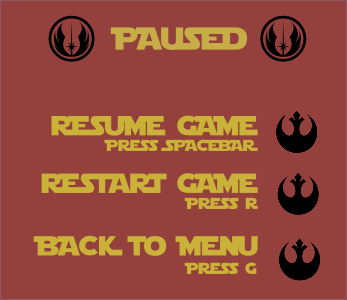 PAUSED
RESUME GAME
PRESS SPACEBAR
RESTART GAME
PRESS R
BACK TO MENU
PRESS G